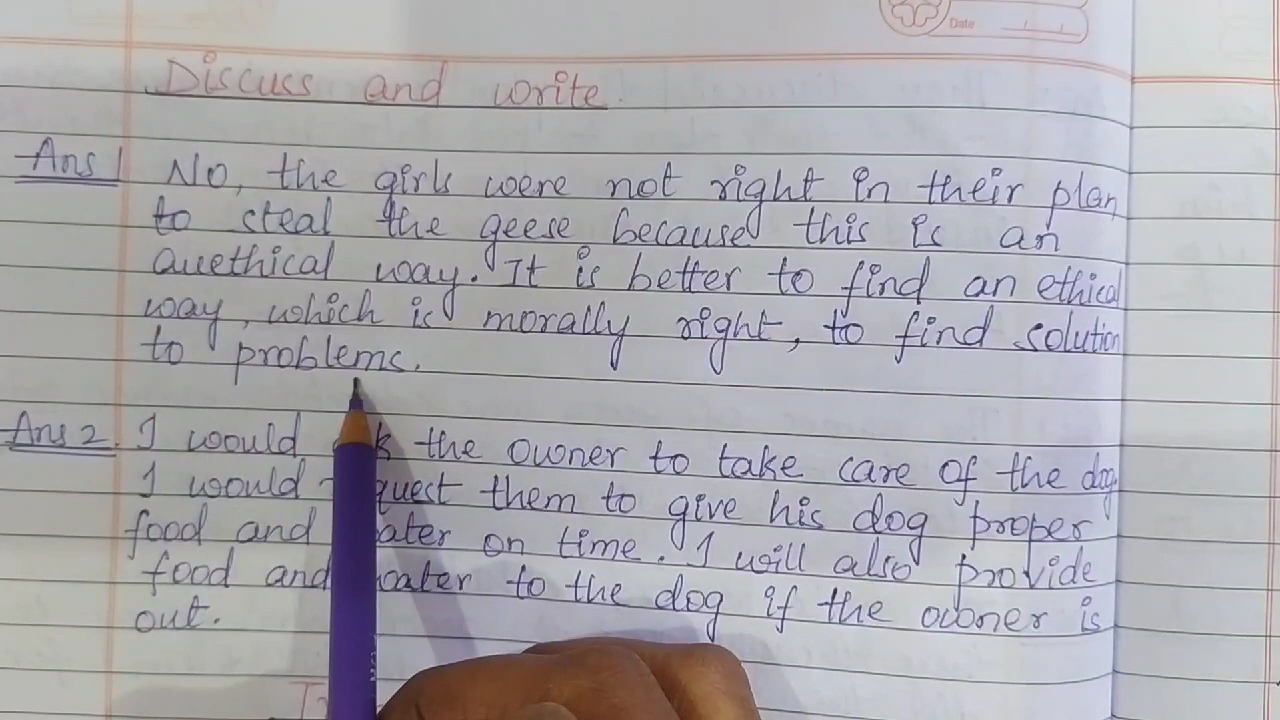 Date
Discuss and write.
Ans 1 No, the girls were not right in their plan
to steal the geese because this is an
auethical way. It is better to find an ethical
way, which is morally right, to find solution
to problems.
Ans 2. I would the owner to take care of the dog
I would them to give his dog proper
food and on time. I will also provide
food and to the dog if the owner is
out.